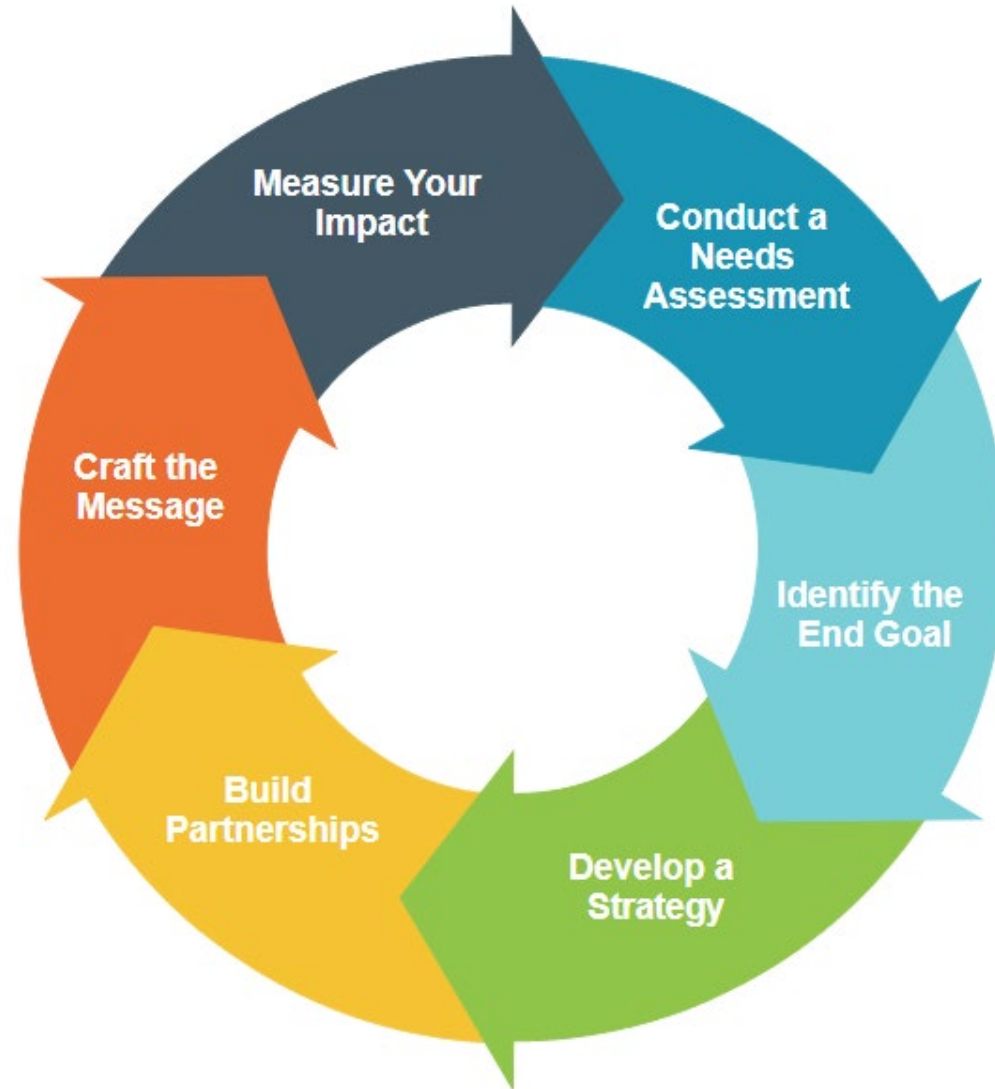 Measure Your
Impact
Conduct a
Needs
Assessment
Identify the
End Goal
Develop a
Strategy
Build
Partnerships
Craft the
Message